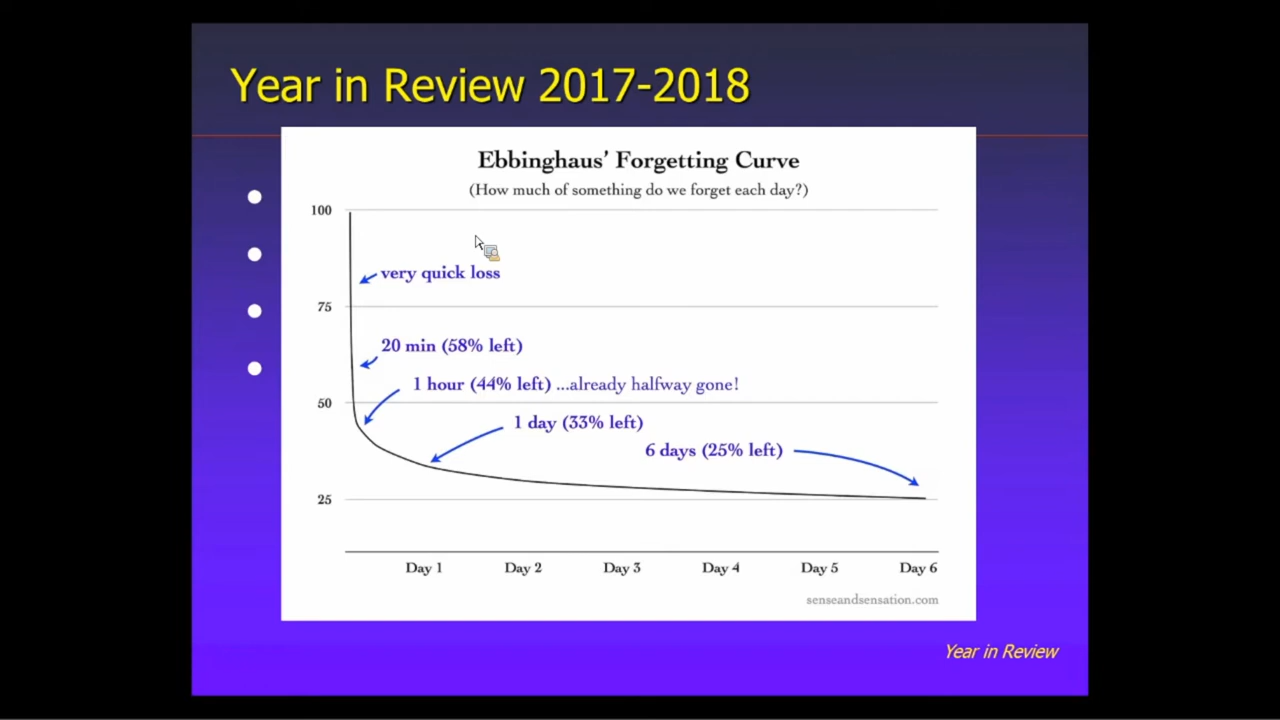 Year in Review 2017-2018
Ebbinghaus’ Forgetting Curve
(How much of something do we forget each day?)
100
very quick loss
75
20 min (58% left)
1 hour (44% left) ...already halfway gone!
50
1 day (33% left)
6 days (25% left)
25
Day 1 Day 2 Day 3 Day 4 Day 5 Day 6
senseandsensation.com
Year in Review